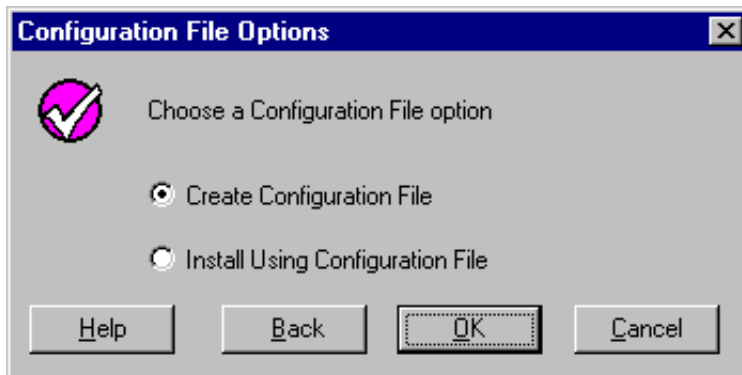 Configuration File Options
Choose a Configuration File option
Create Configuration File
Install Using Configuration File
Help Back OK Cancel